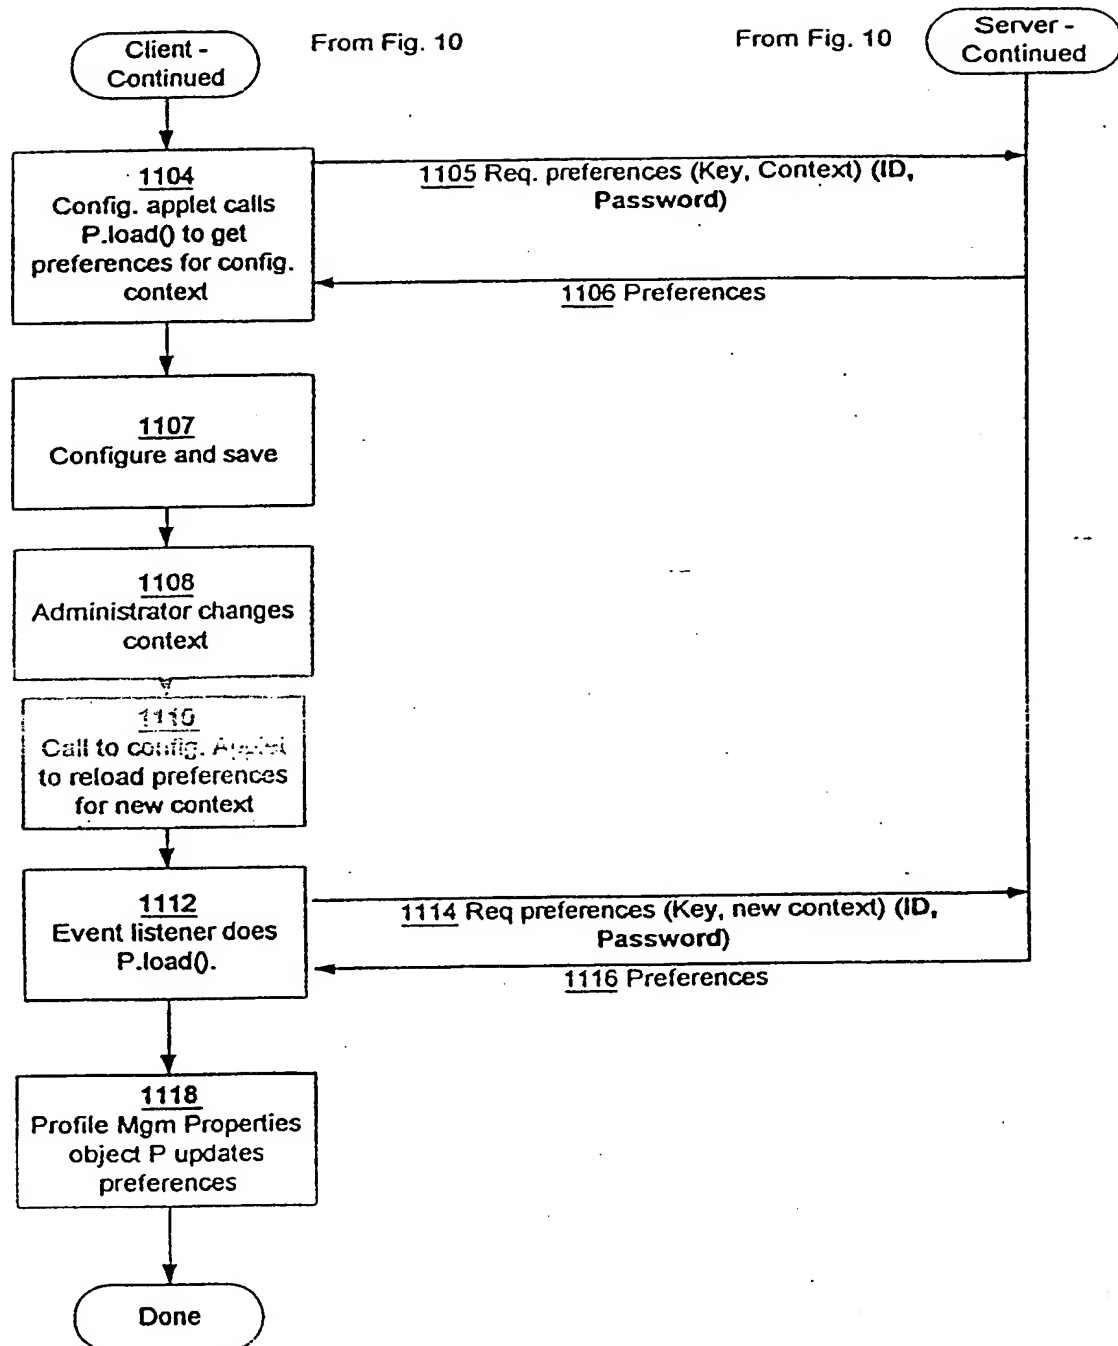 Client -
Continued
From Fig. 10
From Fig. 10
Server -
Continued
1104
Config. applet calls
P.load() to get
preferences for config.
context
1105 Req. preferences (Key, Context) (ID,
Password)
1106 Preferences
1107
Configure and save
1108
Administrator changes
context
1110
Call to config. Applet
to reload preferences
for new context
1112
Event listener does
P.load().
1114 Req preferences (Key, new context) (ID,
Password)
1116 Preferences
1118
Profile Mgm Properties
object P updates
preferences
Done